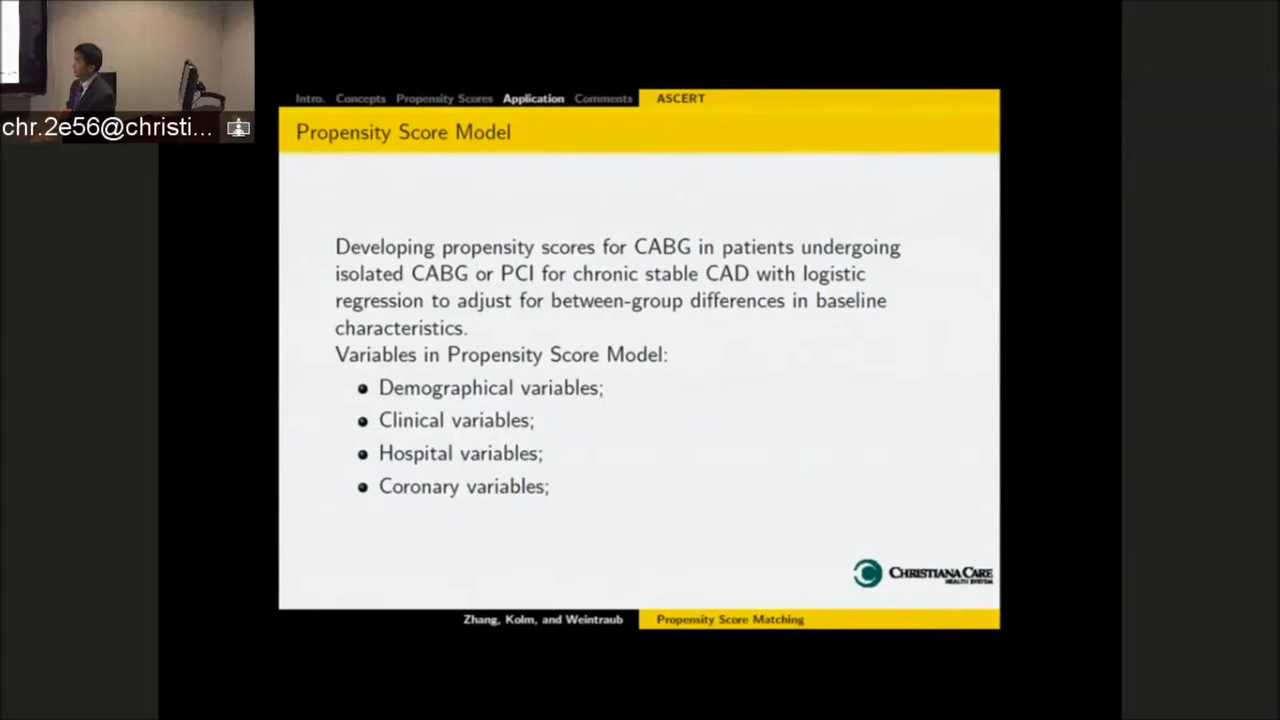 chr.2e56@christi...
Intro. Concepts Propensity Scores Application Comments ASCERT
Propensity Score Model
Developing propensity scores for CABG in patients undergoing
isolated CABG or PCI for chronic stable CAD with logistic
regression to adjust for between-group differences in baseline
characteristics.
Variables in Propensity Score Model:
Demographical variables;
Clinical variables;
Hospital variables;
Coronary variables;
CHRISTIANA CARE
HEALTH SYSTEM
Zhang, Kolm, and Weintraub Propensity Score Matching